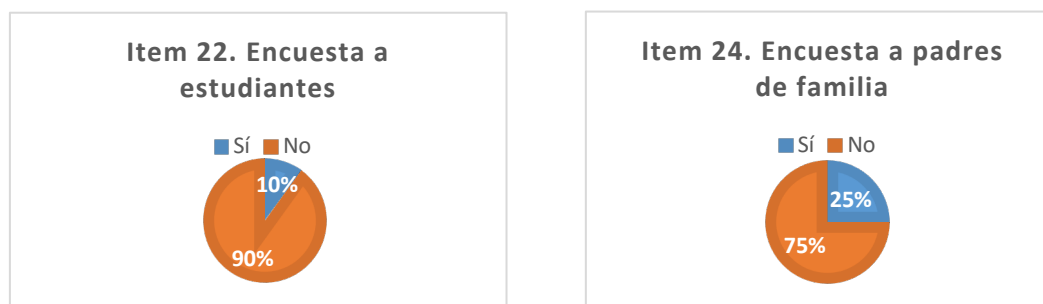 Item 22. Encuesta a
estudiantes
Sí No
10%
90%
Item 24. Encuesta a padres
de familia
Sí No
25%
75%